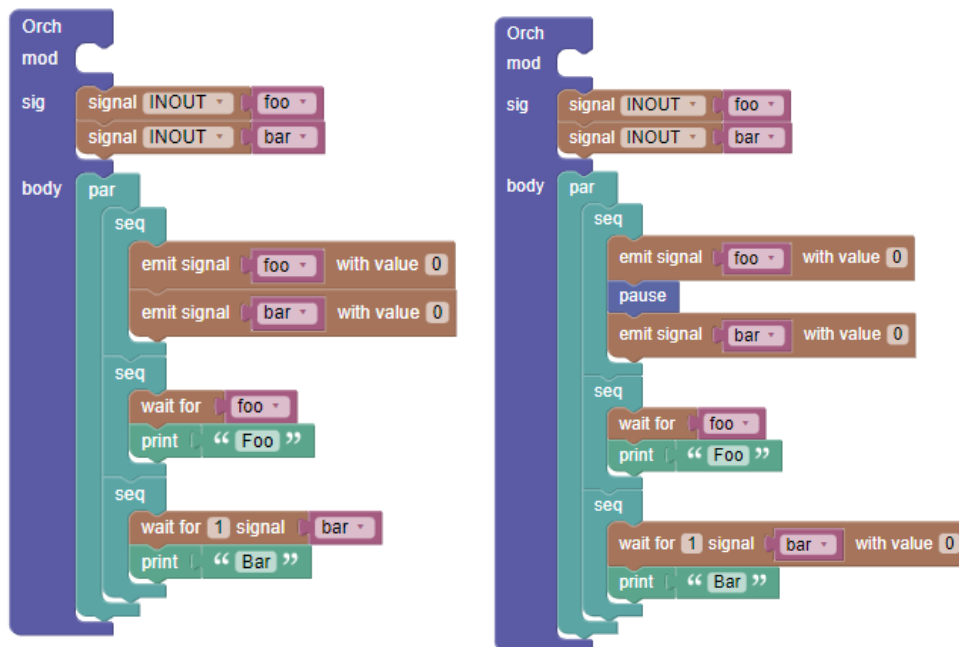 Orch
mod
sig signal INOUT foo
signal INOUT bar
body par
seq
emit signal foo with value 0
emit signal bar with value 0
seq
wait for foo
print “ Foo ”
seq
wait for 1 signal bar
print “ Bar ”
Orch
mod
sig signal INOUT foo
signal INOUT bar
body par
seq
emit signal foo with value 0
pause
emit signal bar with value 0
seq
wait for foo
print “ Foo ”
seq
wait for 1 signal bar with value 0
print “ Bar ”